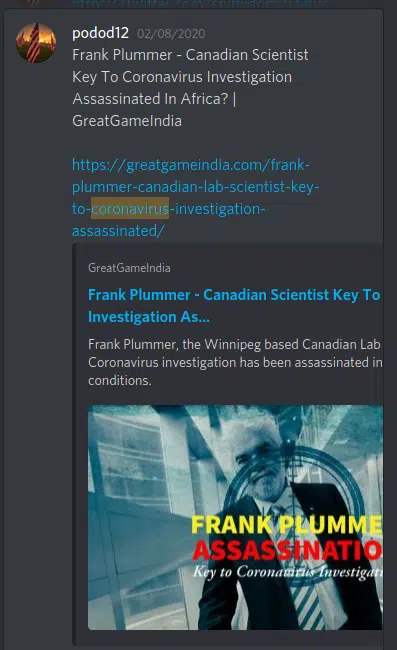 podod12 02/08/2020
Frank Plummer - Canadian Scientist
Key To Coronavirus Investigation
Assassinated In Africa? |
GreatGameIndia
https://greatgameindia.com/frank-
plummer-canadian-lab-scientist-key-
to-coronavirus-investigation-
assassinated/
GreatGameIndia
Frank Plummer - Canadian Scientist Key To
Investigation As...
Frank Plummer, the Winnipeg based Canadian Lab
Coronavirus investigation has been assassinated in
conditions.
FRANK PLUMME
ASSASSINATIO
Key to Coronavirus Investigati